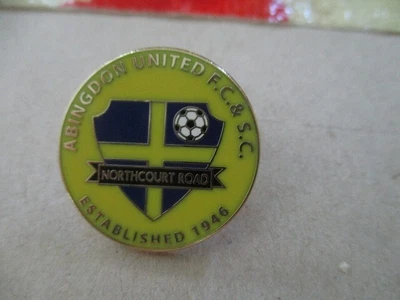 ABINGDON UNITED F.C. & S.C.
NORTHCOURT ROAD
ESTABLISHED 1946